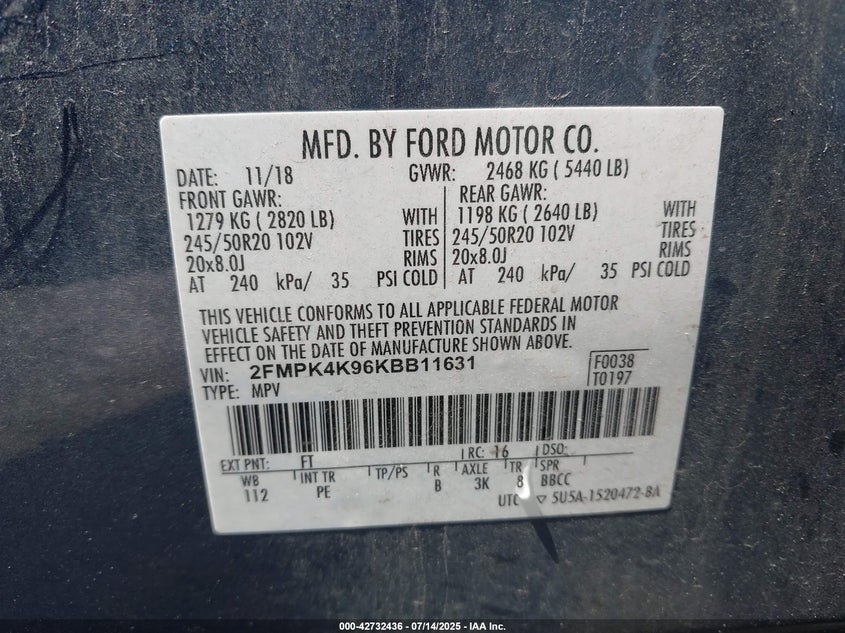 MFD. BY FORD MOTOR CO.
DATE: 11/18 GVWR: 2468 KG ( 5440 LB)
FRONT GAWR: REAR GAWR:
1279 KG ( 2820 LB) WITH 1198 KG ( 2640 LB) WITH
245/50R20 102V TIRES 245/50R20 102V TIRES
20x8.0J RIMS 20x8.0J RIMS
AT 240 kPa/ 35 PSI COLD AT 240 kPa/ 35 PSI COLD
THIS VEHICLE CONFORMS TO ALL APPLICABLE FEDERAL MOTOR
VEHICLE SAFETY AND THEFT PREVENTION STANDARDS IN
EFFECT ON THE DATE OF MANUFACTURE SHOWN ABOVE.
VIN: 2FMPK4K96KBB11631 F0038
TYPE: MPV T0197
EXT PNT: FT RC: 16 DSO:
WB INT TR TP/PS R AXLE TR SPR
112 PE B 3K 8 BBCC
UTC ▽ 5U5A-1520472-BA
000-42732436 - 07/14/2025 - IAA Inc.